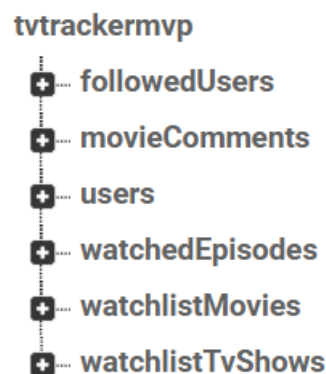 tvtrackermvp
followedUsers
movieComments
users
watchedEpisodes
watchlistMovies
watchlistTvShows